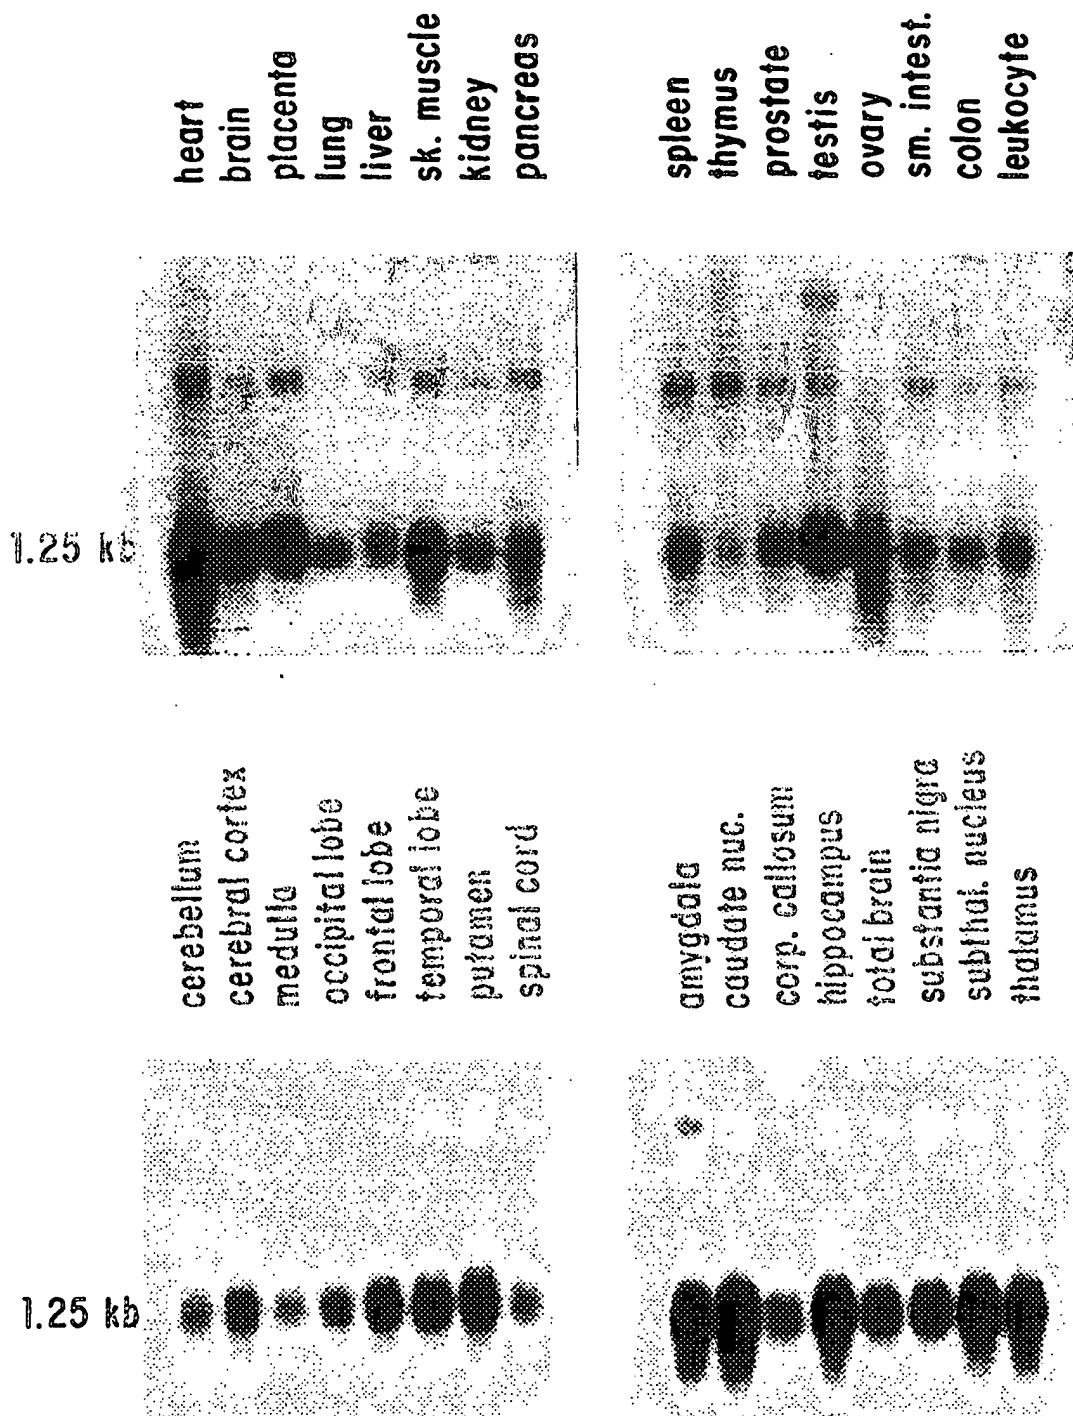 heart
brain
placenta
lung
liver
sk. muscle
kidney
pancreas
spleen
thymus
prostate
testis
ovary
sm. intest.
colon
leukocyte
1.25 kb
cerebellum
cerebral cortex
medulla
occipital lobe
frontal lobe
temporal lobe
putamen
spinal cord
amygdala
caudate nuc.
corp. callosum
hippocampus
total brain
substantia nigra
subthal. nucleus
thalamus
1.25 kb